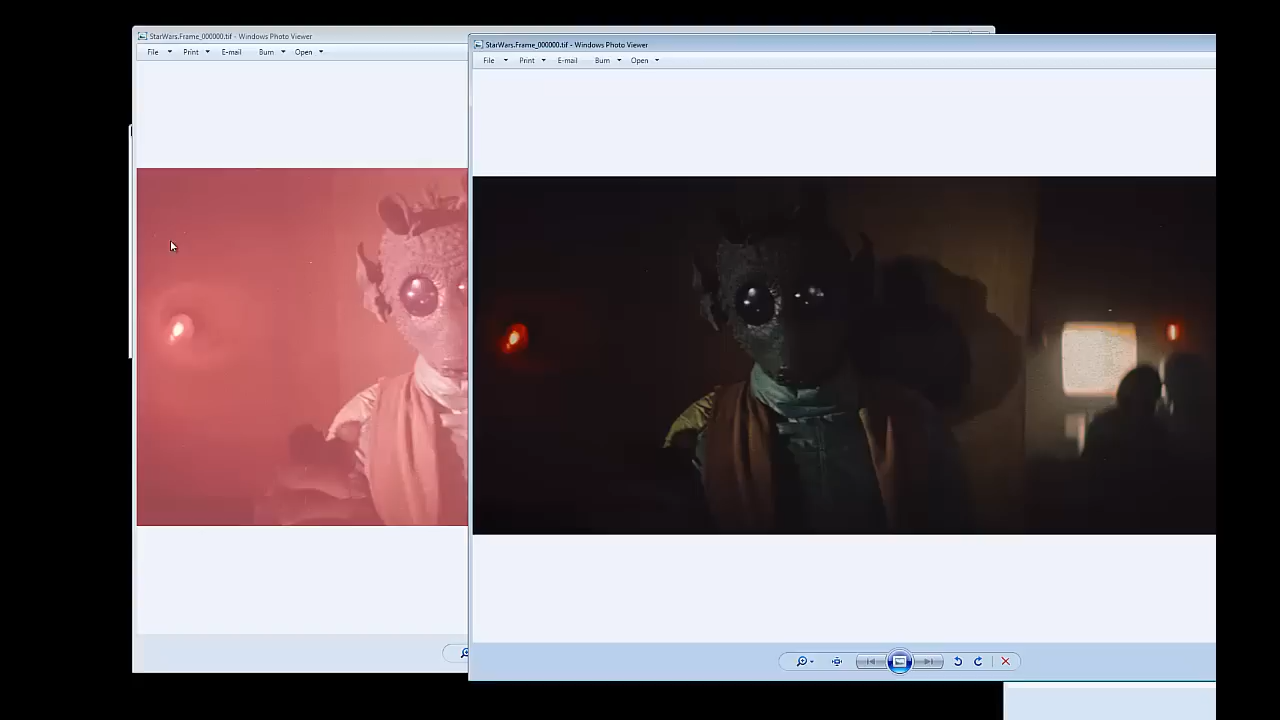 StarWars.Frame_000000.tif - Windows Photo Viewer
File Print E-mail Burn Open
StarWars.Frame_000000.tif - Windows Photo Viewer
File Print E-mail Burn Open